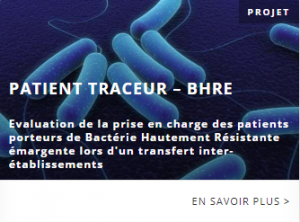 PROJET
PATIENT TRACEUR – BHRE
Evaluation de la prise en charge des patients
porteurs de Bactérie Hautement Résistante
émargente lors d'un transfert inter-
établissements
EN SAVOIR PLUS >